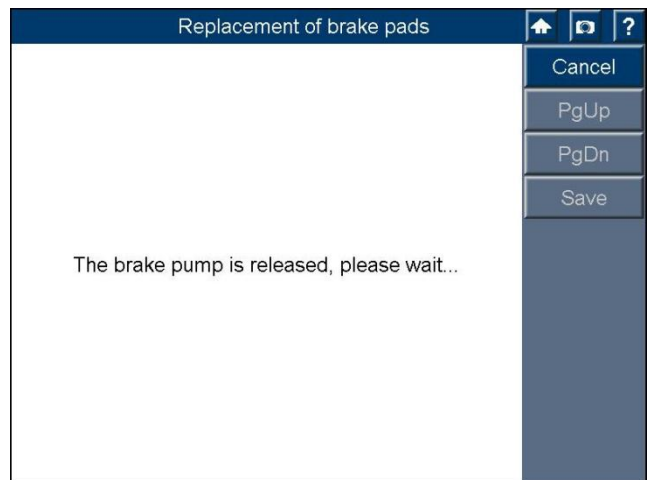 Replacement of brake pads
?
Cancel
PgUp
PgDn
Save
The brake pump is released, please wait...